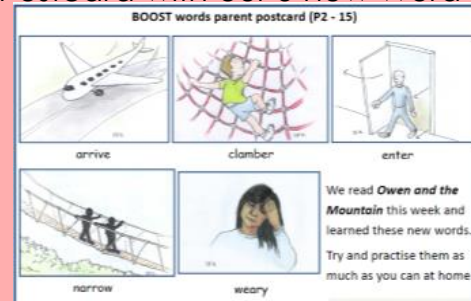 BOOST words parent postcard (P2 - 15)
arrive
clamber
enter
narrow
weary
We read Owen and the
Mountain this week and
learned these new words.
Try and practise them as
much as you can at home